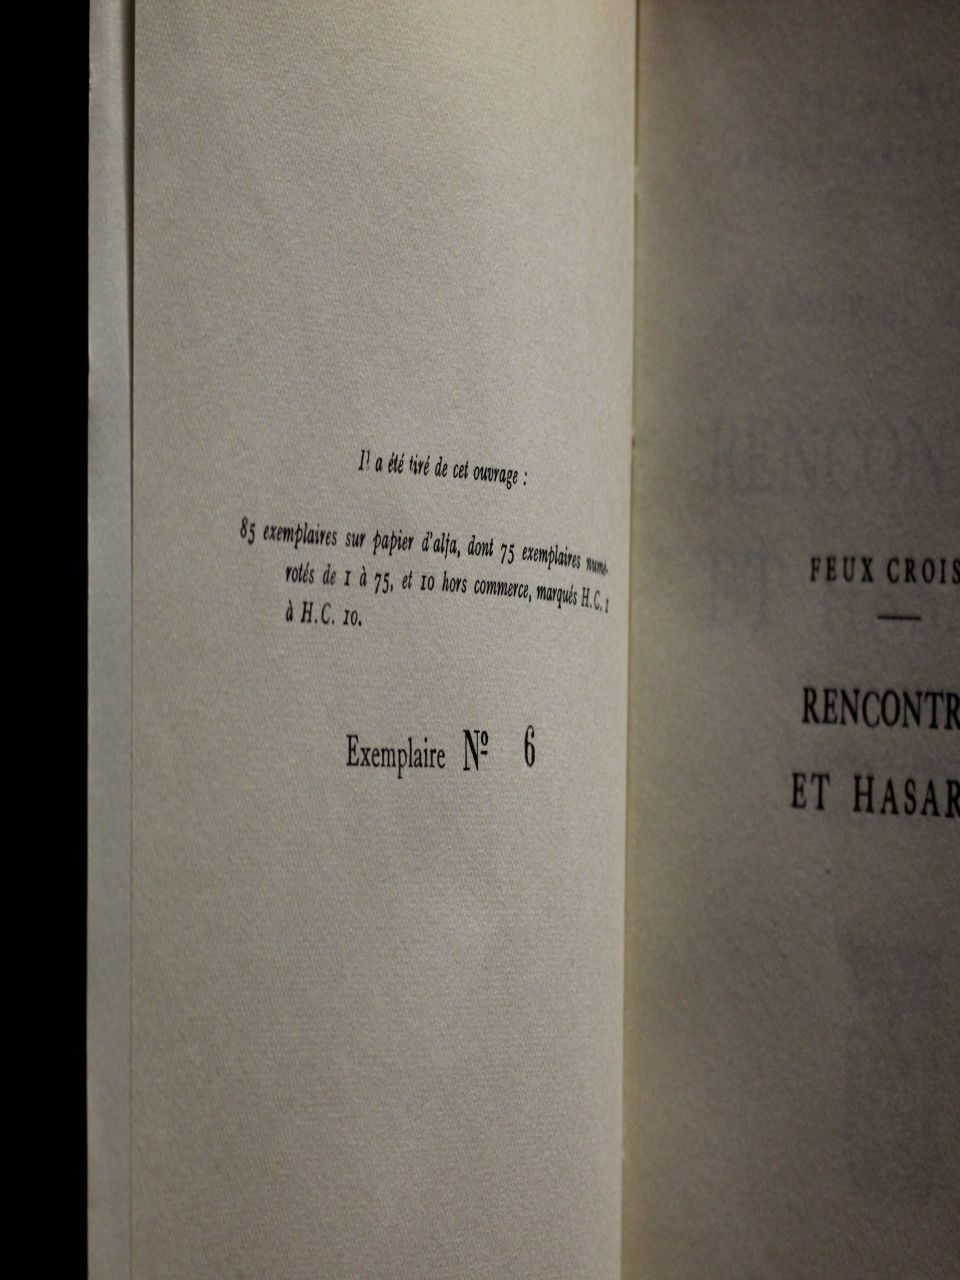 Il a été tiré de cet ouvrage :
85 exemplaires sur papier d'alfa, dont 75 exemplaires numé-
rotés de 1 à 75, et 10 hors commerce, marqués H.C. 1
à H.C. 10.
Exemplaire Nº 6
FEUX CROIS
RENCONTR
ET HASAR